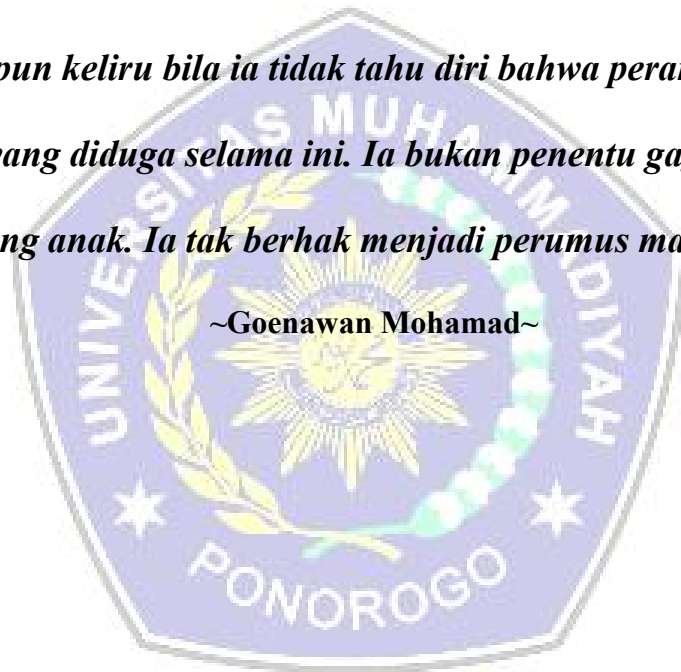 pun keliru bila ia tidak tahu diri bahwa peran
yang diduga selama ini. Ia bukan penentu ga
ng anak. Ia tak berhak menjadi perumus ma
~Goenawan Mohamad~
UNIVERSITAS MUHAMMADIYAH
PONOROGO